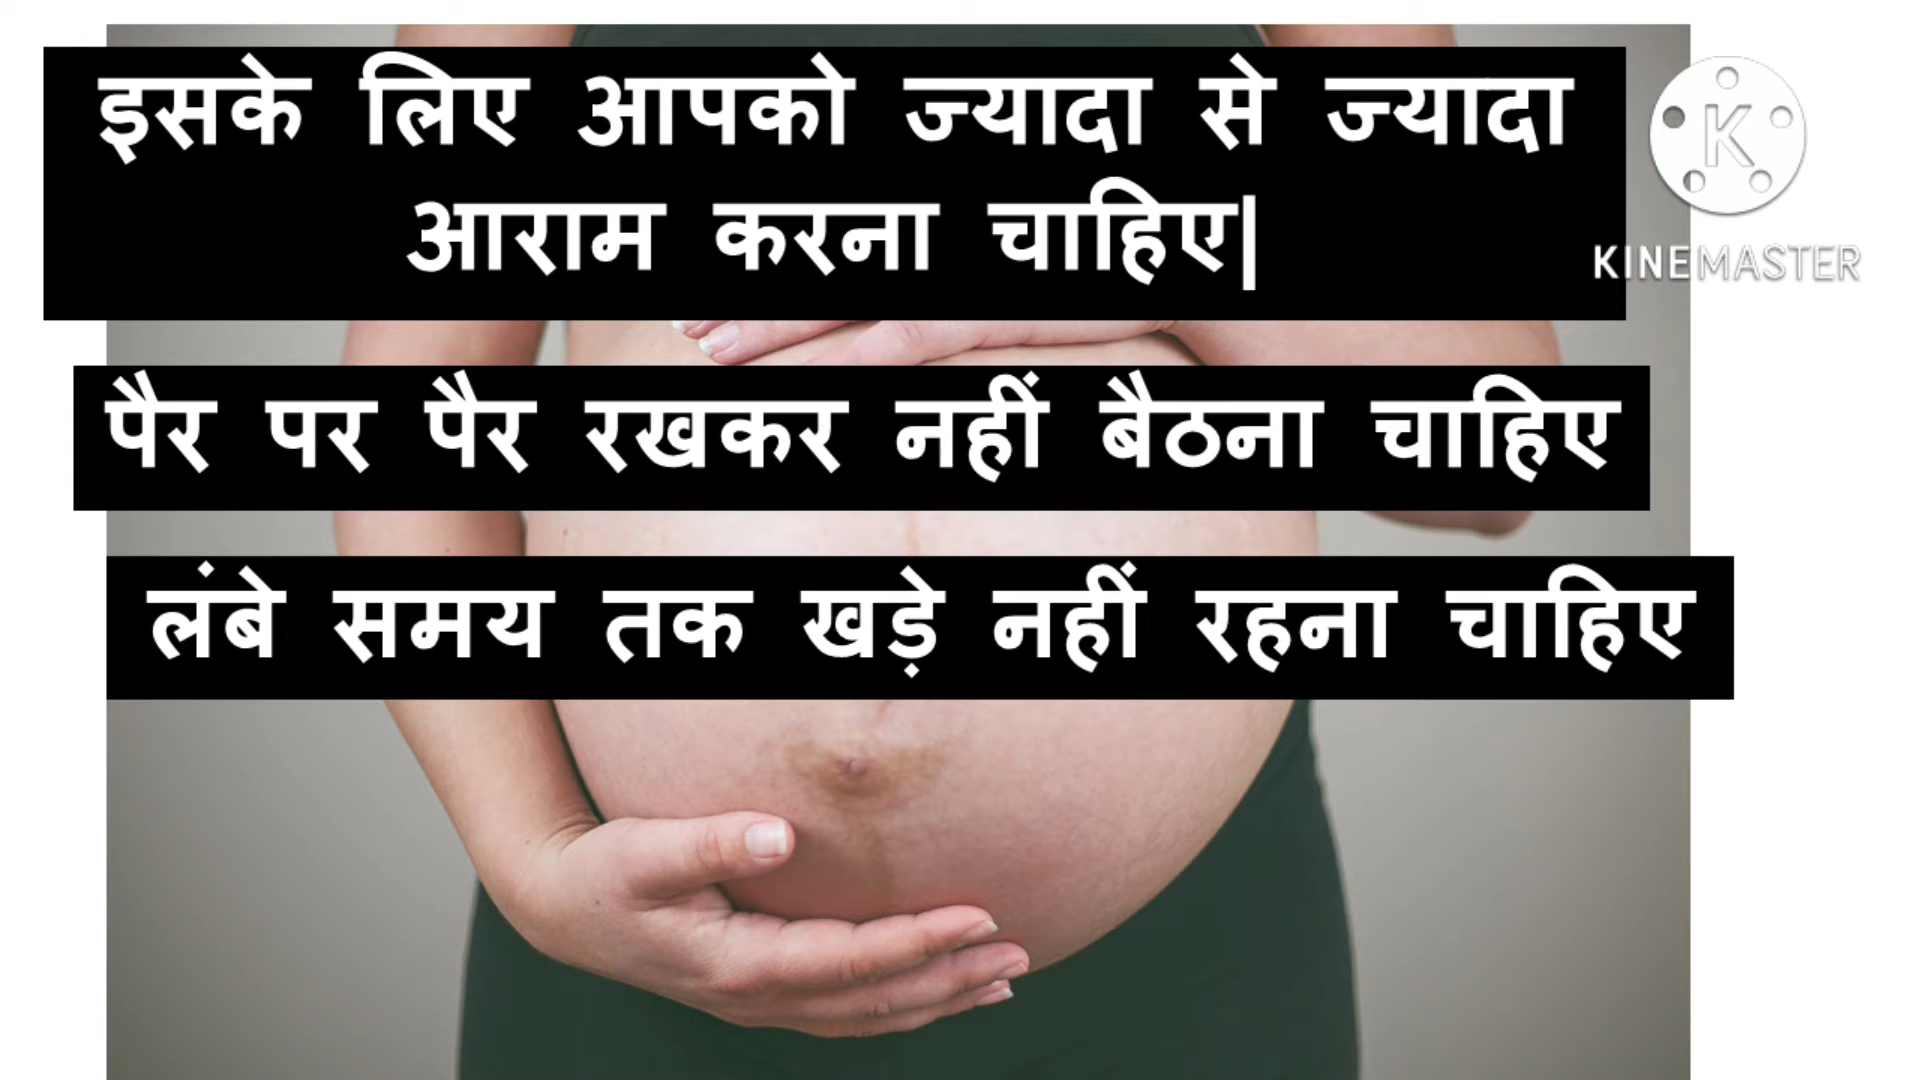 इसके लिए आपको ज्यादा से ज्यादा
आराम करना चाहिए|
पैर पर पैर रखकर नहीं बैठना चाहिए
लंबे समय तक खड़े नहीं रहना चाहिए
K
KINEMASTER